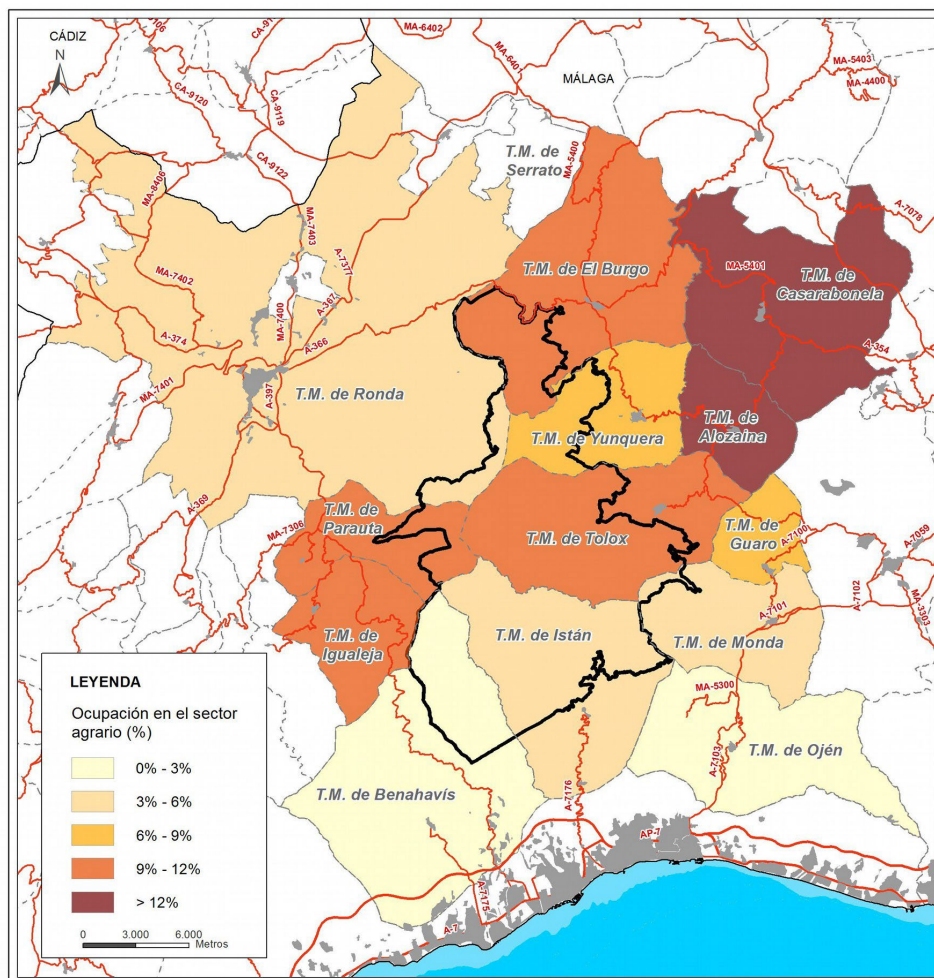 CÁDIZ
N
MÁLAGA
MA-6402
MA-6401
CA-9120
CA-9119
CA-9122
MA-5403
MA-4400
MA-8406
MA-7403
A-7377
MA-7402
MA-7400
A-367
A-374
A-366
MA-7401
A-397
A-369
MA-7306
MA-5400
MA-5401
A-7078
A-354
A-7100
A-7059
A-7102
MA-3303
A-7101
MA-5300
A-7103
A-7176
AP-7
A-7175
A-7
T.M. de
Serrato
T.M. de El Burgo
T.M. de
Casarabonela
T.M. de Ronda
T.M. de Yunquera
T.M. de
Alozaina
T.M. de
Parauta
T.M. de Tolox
T.M. de
Guaro
T.M. de
Igualeja
T.M. de Istán
T.M. de Monda
T.M. de Benahavís
T.M. de Ojén
LEYENDA
Ocupación en el sector
agrario (%)
0% - 3%
3% - 6%
6% - 9%
9% - 12%
> 12%
0 3.000 6.000
Metros